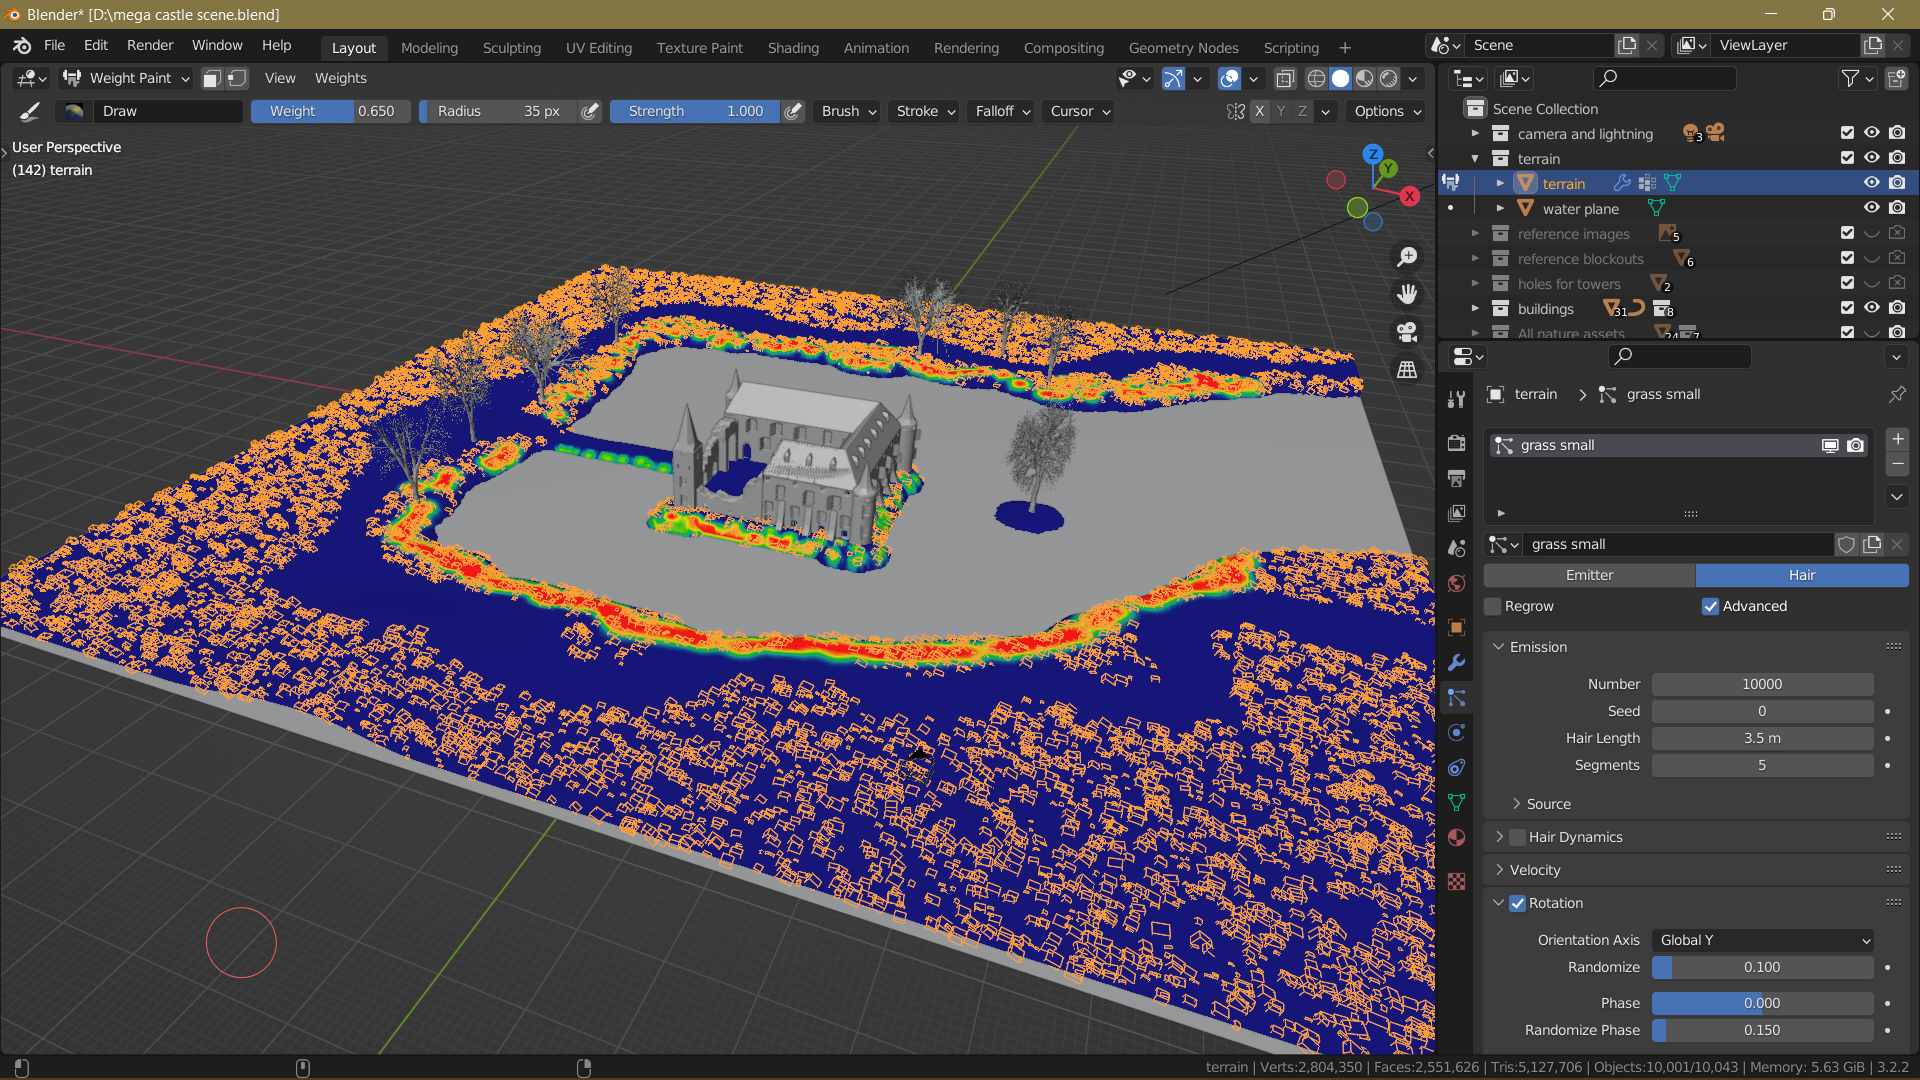 Blender* [D:\mega castle scene.blend]
File Edit Render Window Help
Layout Modeling Sculpting UV Editing Texture Paint Shading Animation Rendering Compositing Geometry Nodes Scripting +
Scene
ViewLayer
Weight Paint View Weights
Draw Weight 0.650 Radius 35 px Strength 1.000 Brush Stroke Falloff Cursor X Y Z Options
User Perspective
(142) terrain
Z
Y
X
Scene Collection
camera and lightning 3
terrain
terrain
water plane
reference images 5
reference blockouts 6
holes for towers 2
buildings 31 8
All nature assets 24 7
terrain > grass small
grass small
grass small
Emitter Hair
Regrow Advanced
Emission
Number 10000
Seed 0
Hair Length 3.5 m
Segments 5
Source
Hair Dynamics
Velocity
Rotation
Orientation Axis Global Y
Randomize 0.100
Phase 0.000
Randomize Phase 0.150
terrain | Verts:2,804,350 | Faces:2,551,626 | Tris:5,127,706 | Objects:10,001/10,043 | Memory: 5.63 GiB | 3.2.2